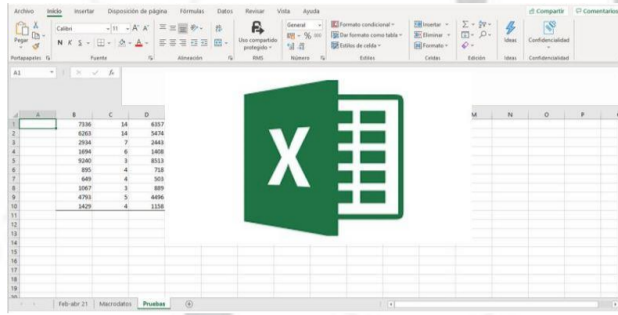 Archivo Inicio Insertar Disposición de página Fórmulas Datos Revisar Vista Ayuda Compartir Comentarios
Pegar Calibri 11 A A General Formato condicional Insertar Σ
N K S Uso compartido protegido % 000 Dar formato como tabla Eliminar Ideas Confidencialidad
Estilos de celda Formato
Portapapeles Fuente Alineación RMS Número Estilos Celdas Edición Ideas Confidencialidad
A1 fx
A B C D M N O P
1 7336 14 6357
2 6263 14 5474
3 2934 7 2443
4 1694 6 1408
5 9240 3 8513
6 895 4 718
7 649 4 503
8 1067 3 889
9 4793 5 4496
10 1429 4 1158
11
12
13
14
15
16
17
18
19
X
Feb-abr 21 Macrodatos Pruebas